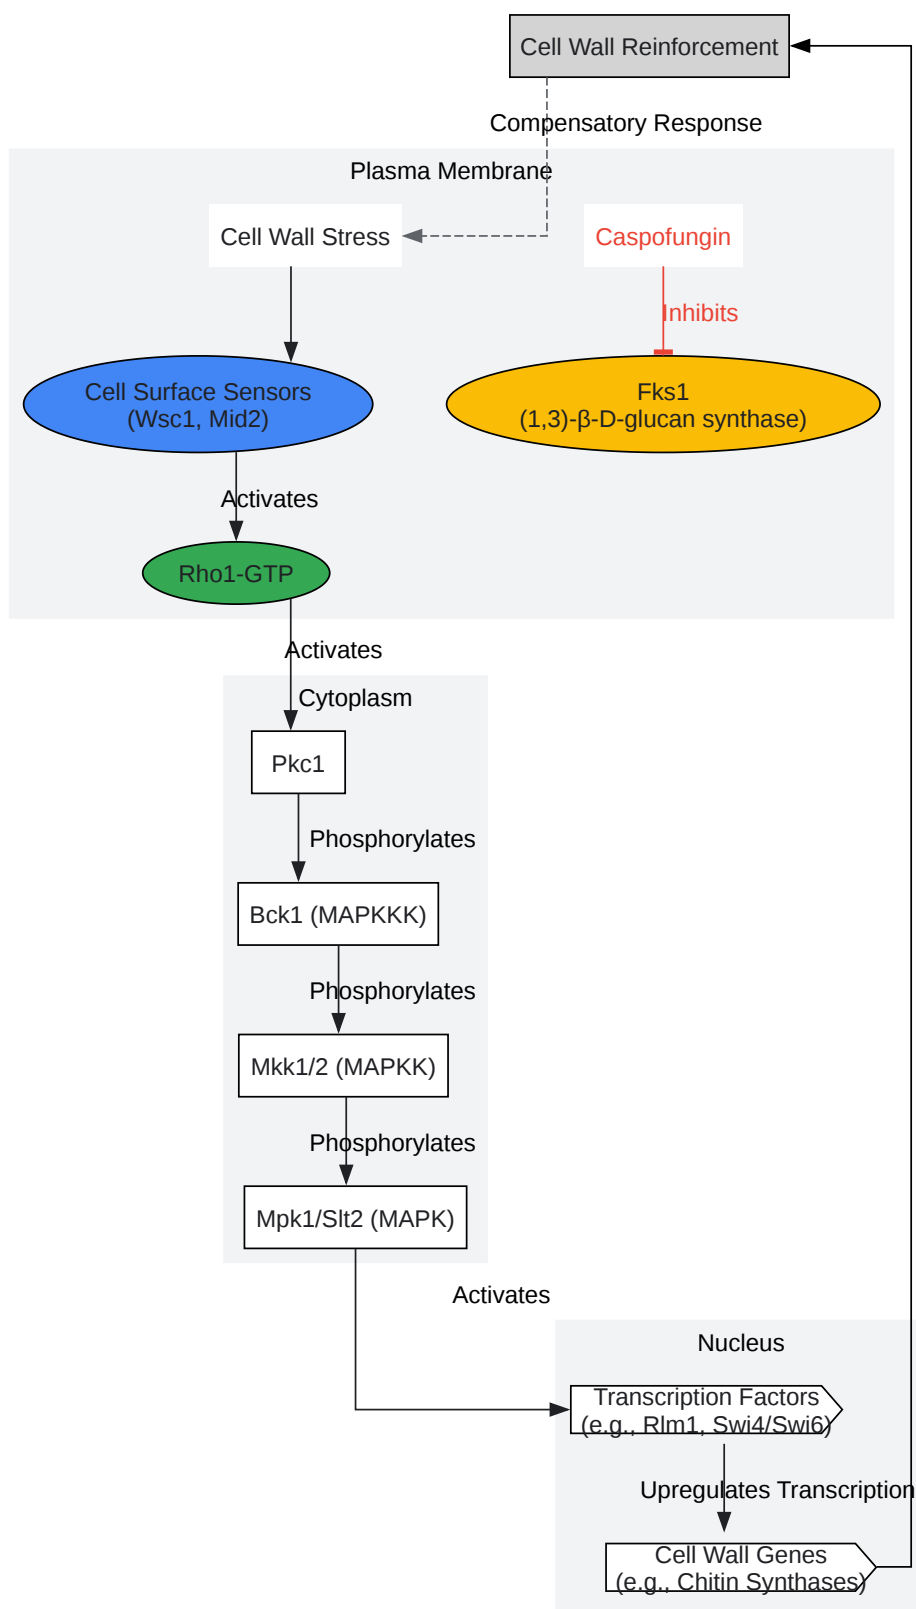 Cell Wall Reinforcement
Compensatory Response
Plasma Membrane
Cell Wall Stress
Caspofungin
Inhibits
Cell Surface Sensors
(Wsc1, Mid2)
Fks1
(1,3)-β-D-glucan synthase)
Activates
Rho1-GTP
Activates
Cytoplasm
Pkc1
Phosphorylates
Bck1 (MAPKKK)
Phosphorylates
Mkk1/2 (MAPKK)
Phosphorylates
Mpk1/Slt2 (MAPK)
Activates
Nucleus
Transcription Factors
(e.g., Rlm1, Swi4/Swi6)
Upregulates Transcription
Cell Wall Genes
(e.g., Chitin Synthases)